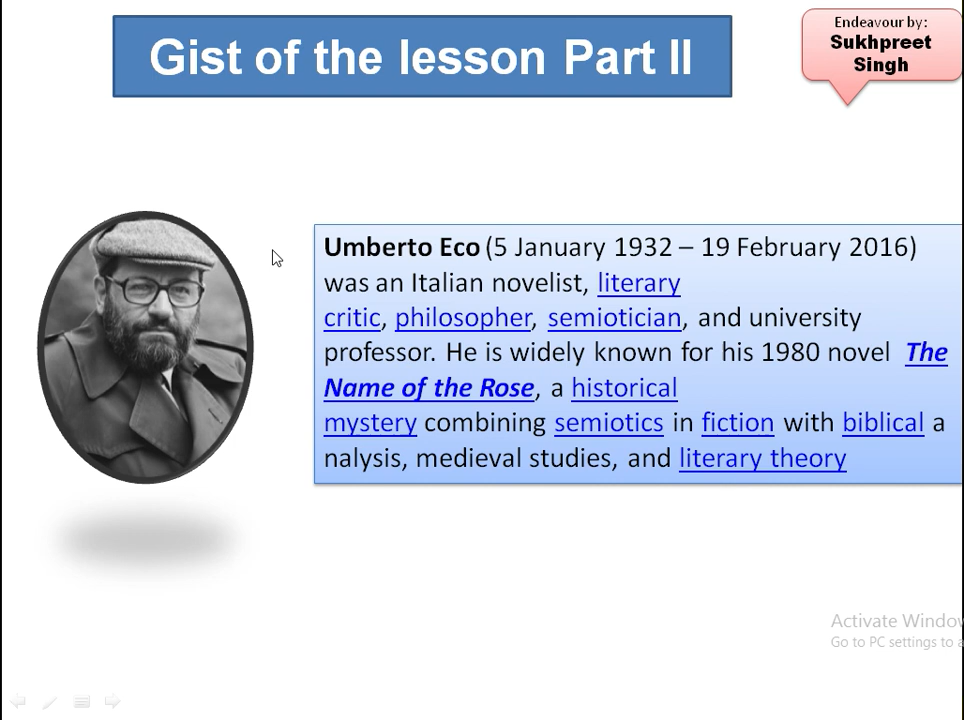 Gist of the lesson Part II
Endeavour by:
Sukhpreet
Singh
Umberto Eco (5 January 1932 – 19 February 2016)
was an Italian novelist, literary
critic, philosopher, semiotician, and university
professor. He is widely known for his 1980 novel The
Name of the Rose, a historical
mystery combining semiotics in fiction with biblical a
nalysis, medieval studies, and literary theory
Activate Windo
Go to PC settings to a